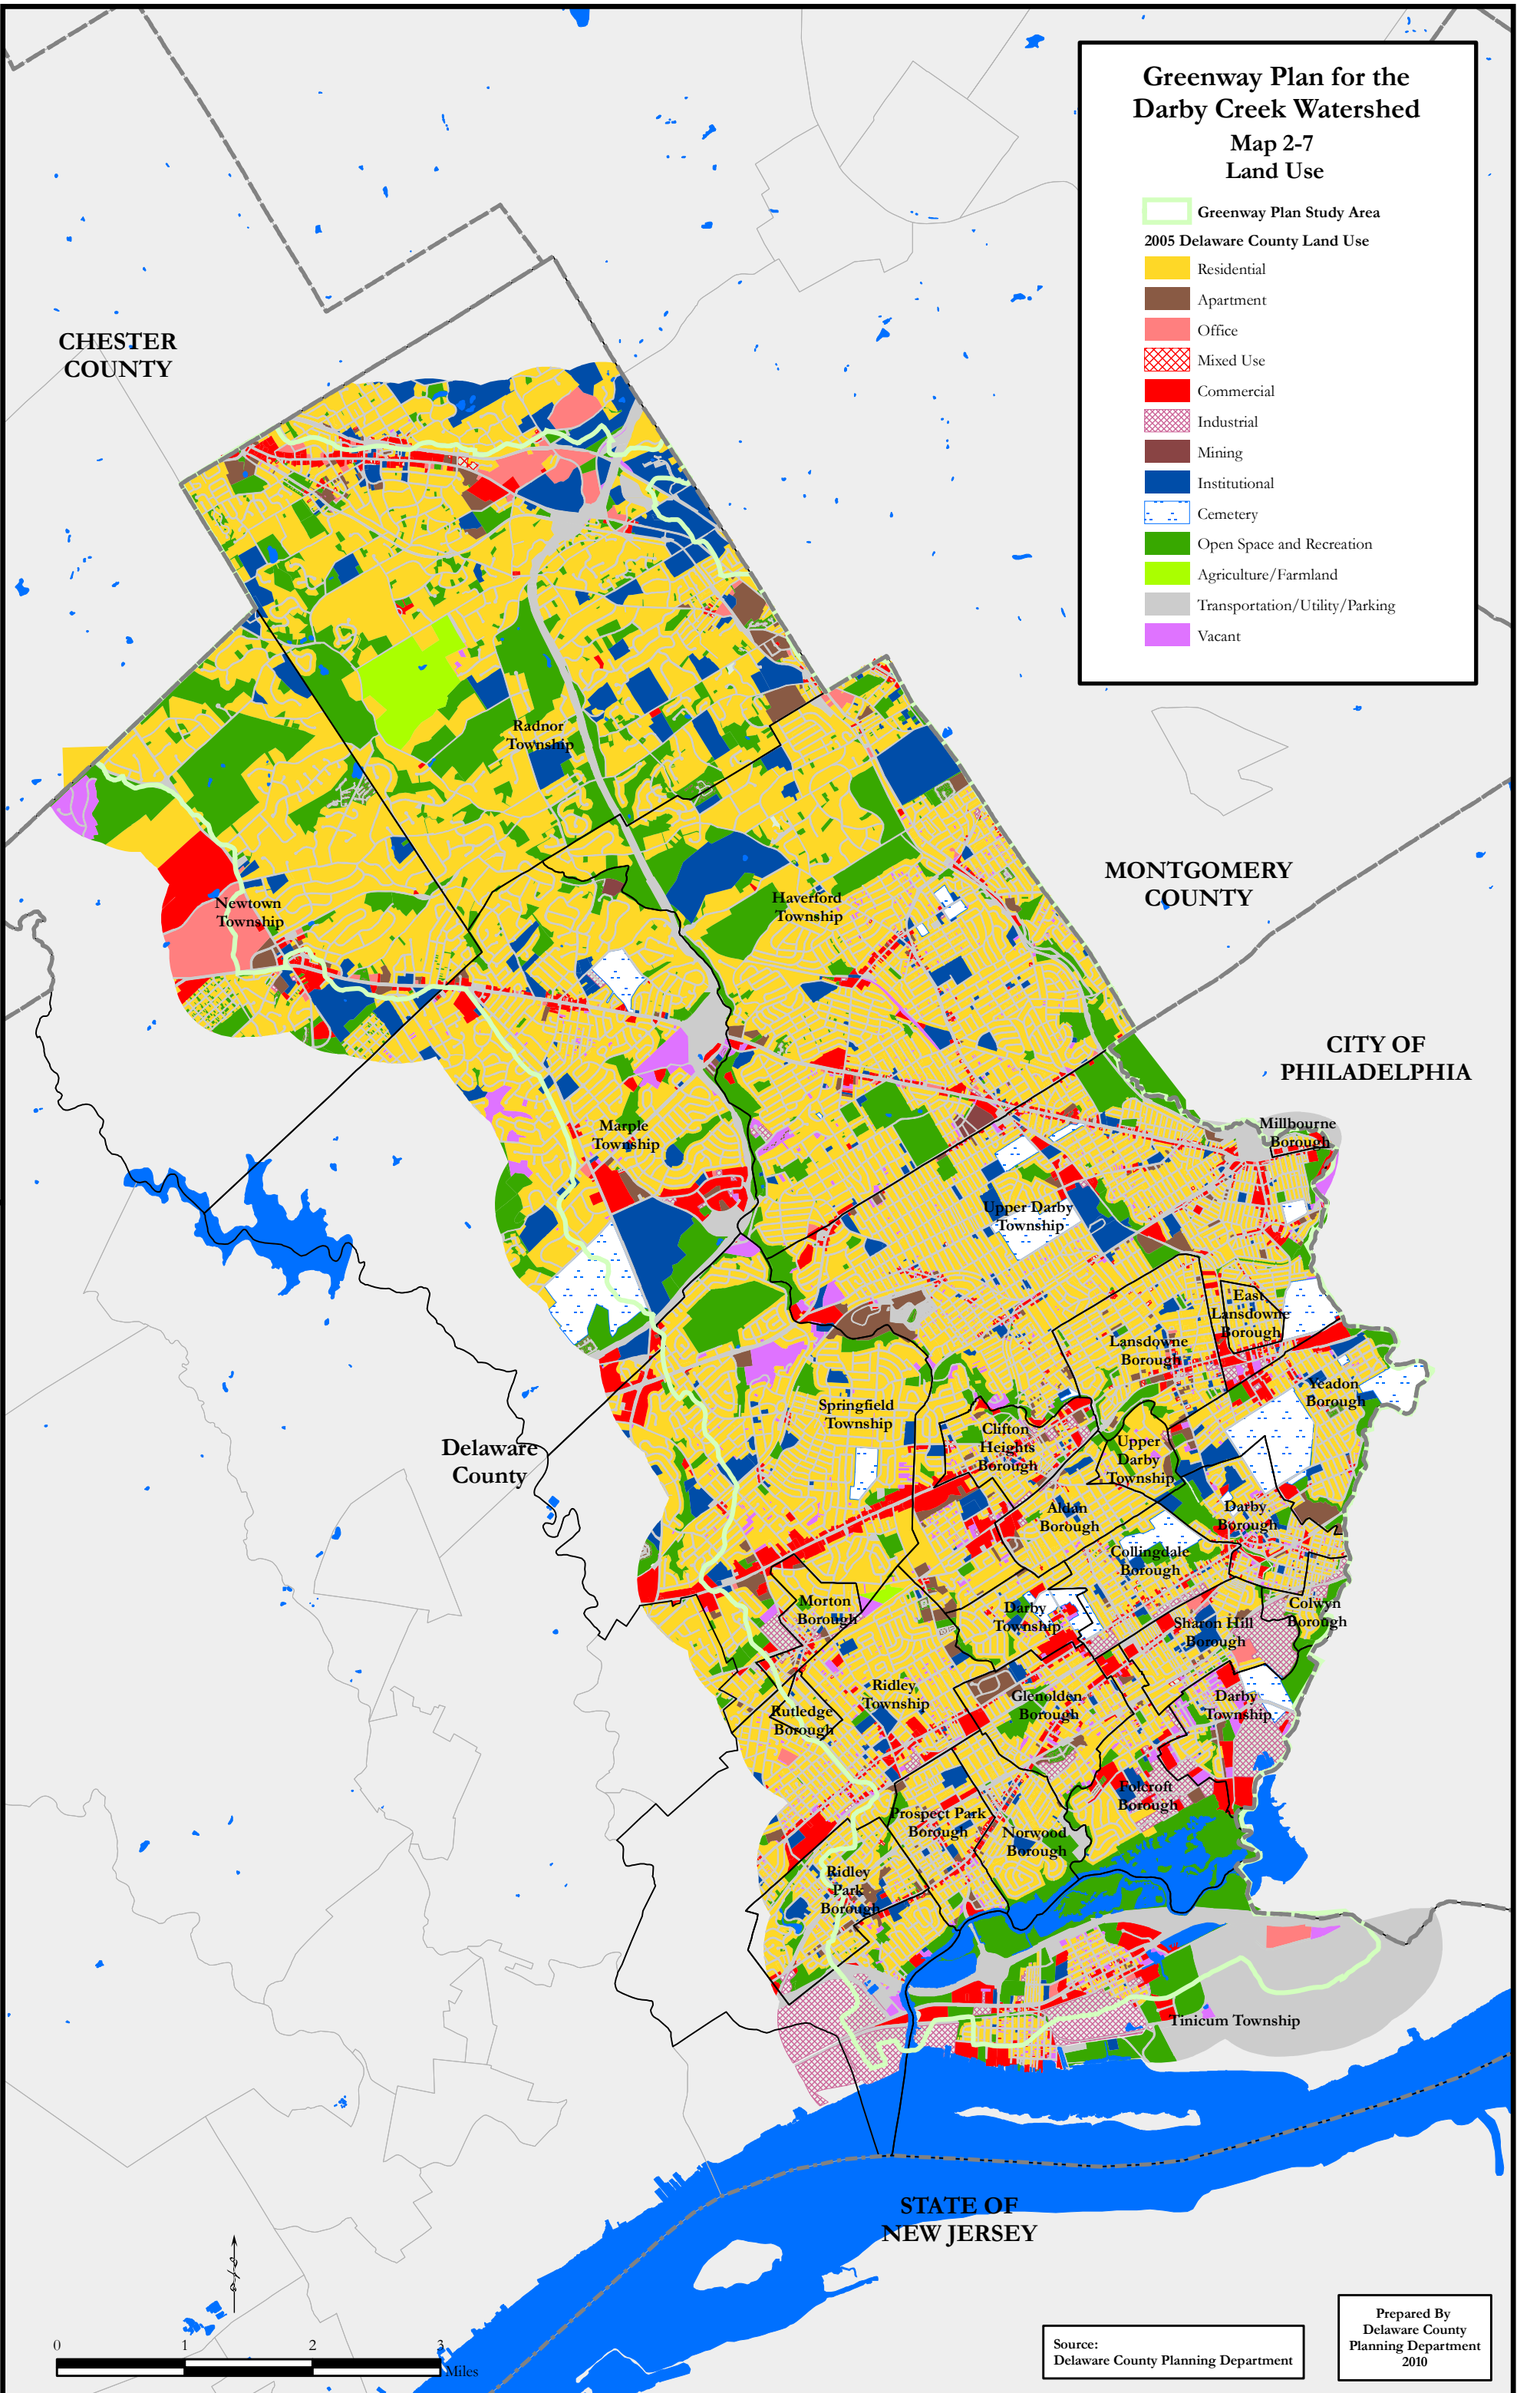 Greenway Plan for the
Darby Creek Watershed
Map 2-7
Land Use
Greenway Plan Study Area
2005 Delaware County Land Use
Residential
Apartment
Office
Mixed Use
Commercial
Industrial
Mining
Institutional
Cemetery
Open Space and Recreation
Agriculture/Farmland
Transportation/Utility/Parking
Vacant
CHESTER
COUNTY
Radnor
Township
Newtown
Township
Haverford
Township
MONTGOMERY
COUNTY
CITY OF
PHILADELPHIA
Marple
Township
Millbourne
Borough
Upper Darby
Township
East
Lansdowne
Borough
Lansdowne
Borough
Yeadon
Borough
Springfield
Township
Delaware
County
Clifton
Heights
Borough
Upper
Darby
Township
Aldan
Borough
Darby
Borough
Collingdale
Borough
Morton
Borough
Darby
Township
Sharon Hill
Borough
Colwyn
Borough
Ridley
Township
Rutledge
Borough
Glenolden
Borough
Darby
Township
Folcroft
Borough
Prospect Park
Borough
Norwood
Borough
Ridley
Park
Borough
Tinicum Township
STATE OF
NEW JERSEY
0 1 2 3
Miles
Source:
Delaware County Planning Department
Prepared By
Delaware County
Planning Department
2010